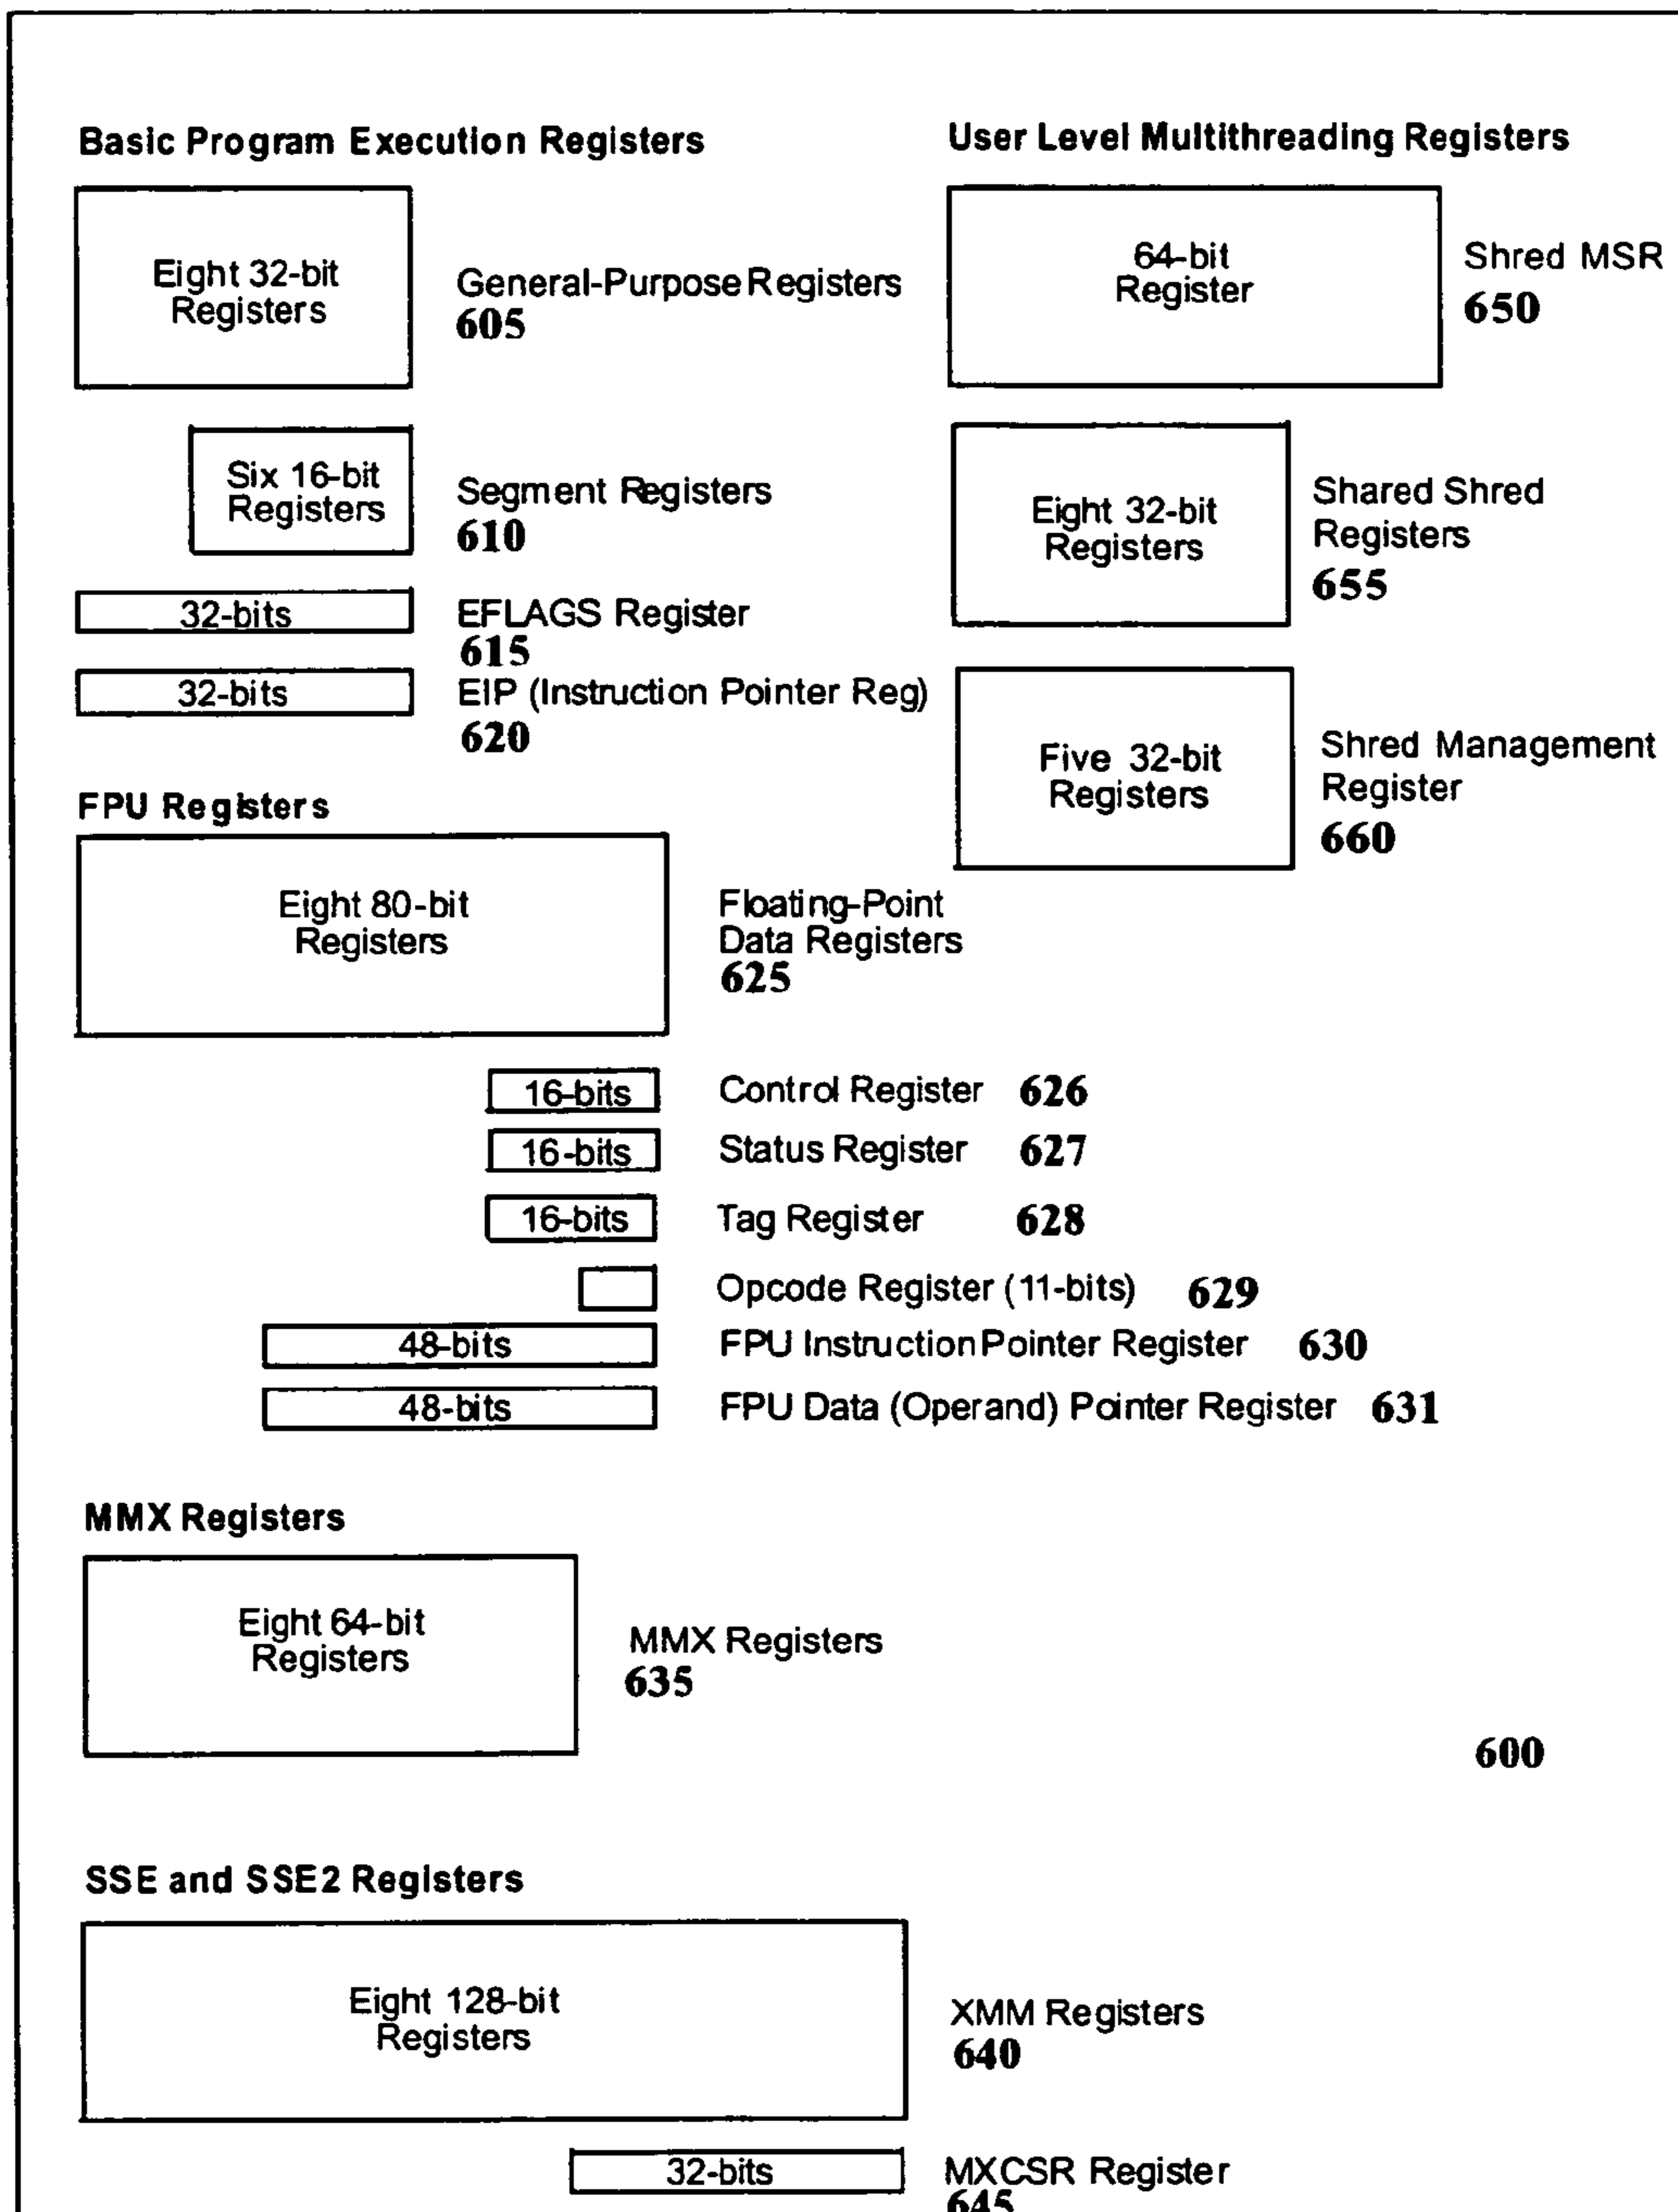 Basic Program Execution Registers
Eight 32-bit
Registers
General-Purpose Registers
605
Six 16-bit
Registers
Segment Registers
610
32-bits
EFLAGS Register
615
32-bits
EIP (Instruction Pointer Reg)
620
User Level Multithreading Registers
64-bit
Register
Shred MSR
650
Eight 32-bit
Registers
Shared Shred
Registers
655
Five 32-bit
Registers
Shred Management
Register
660
FPU Registers
Eight 80-bit
Registers
Floating-Point
Data Registers
625
16-bits Control Register 626
16-bits Status Register 627
16-bits Tag Register 628
Opcode Register (11-bits) 629
48-bits FPU Instruction Pointer Register 630
48-bits FPU Data (Operand) Pointer Register 631
MMX Registers
Eight 64-bit
Registers
MMX Registers
635
600
SSE and SSE2 Registers
Eight 128-bit
Registers
XMM Registers
640
32-bits
MXCSR Register
645